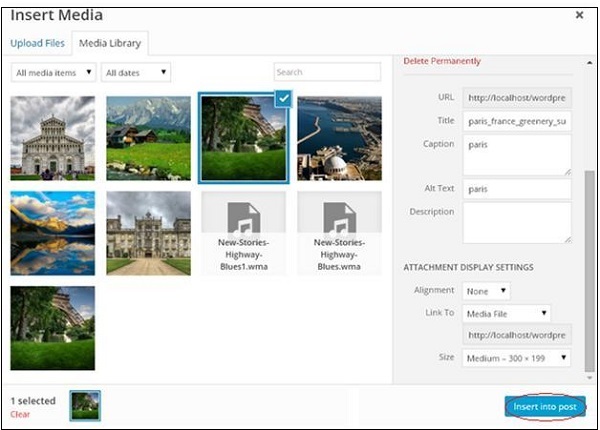 Insert Media
Upload Files
Media Library
All media items
All dates
Search
New-Stories-
Highway-
Blues1.wma
New-Stories-
Highway-
Blues.wma
Delete Permanently
URL
http://localhost/wordpre
Title
paris_france_greenery_su
Caption
paris
Alt Text
paris
Description
ATTACHMENT DISPLAY SETTINGS
Alignment
None
Link To
Media File
http://localhost/wordpre
Size
Medium – 300 × 199
1 selected
Clear
Insert into post